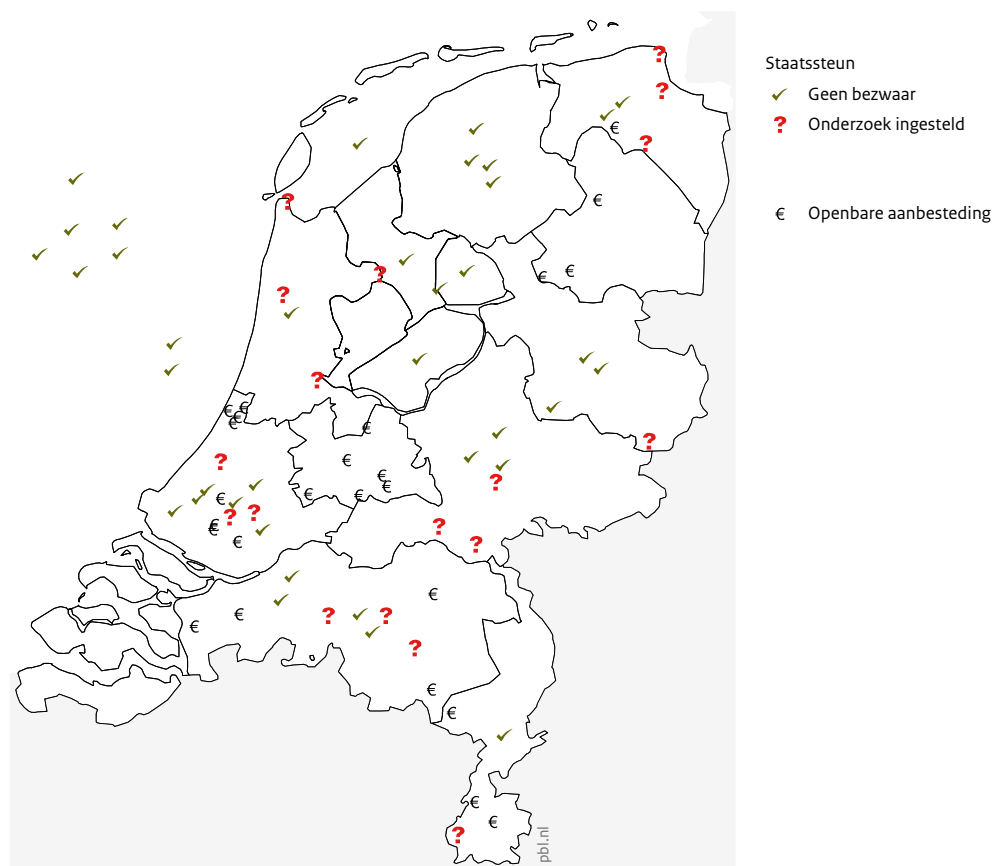 Staatssteun
Geen bezwaar
? Onderzoek ingesteld
€ Openbare aanbesteding
pbl.nl